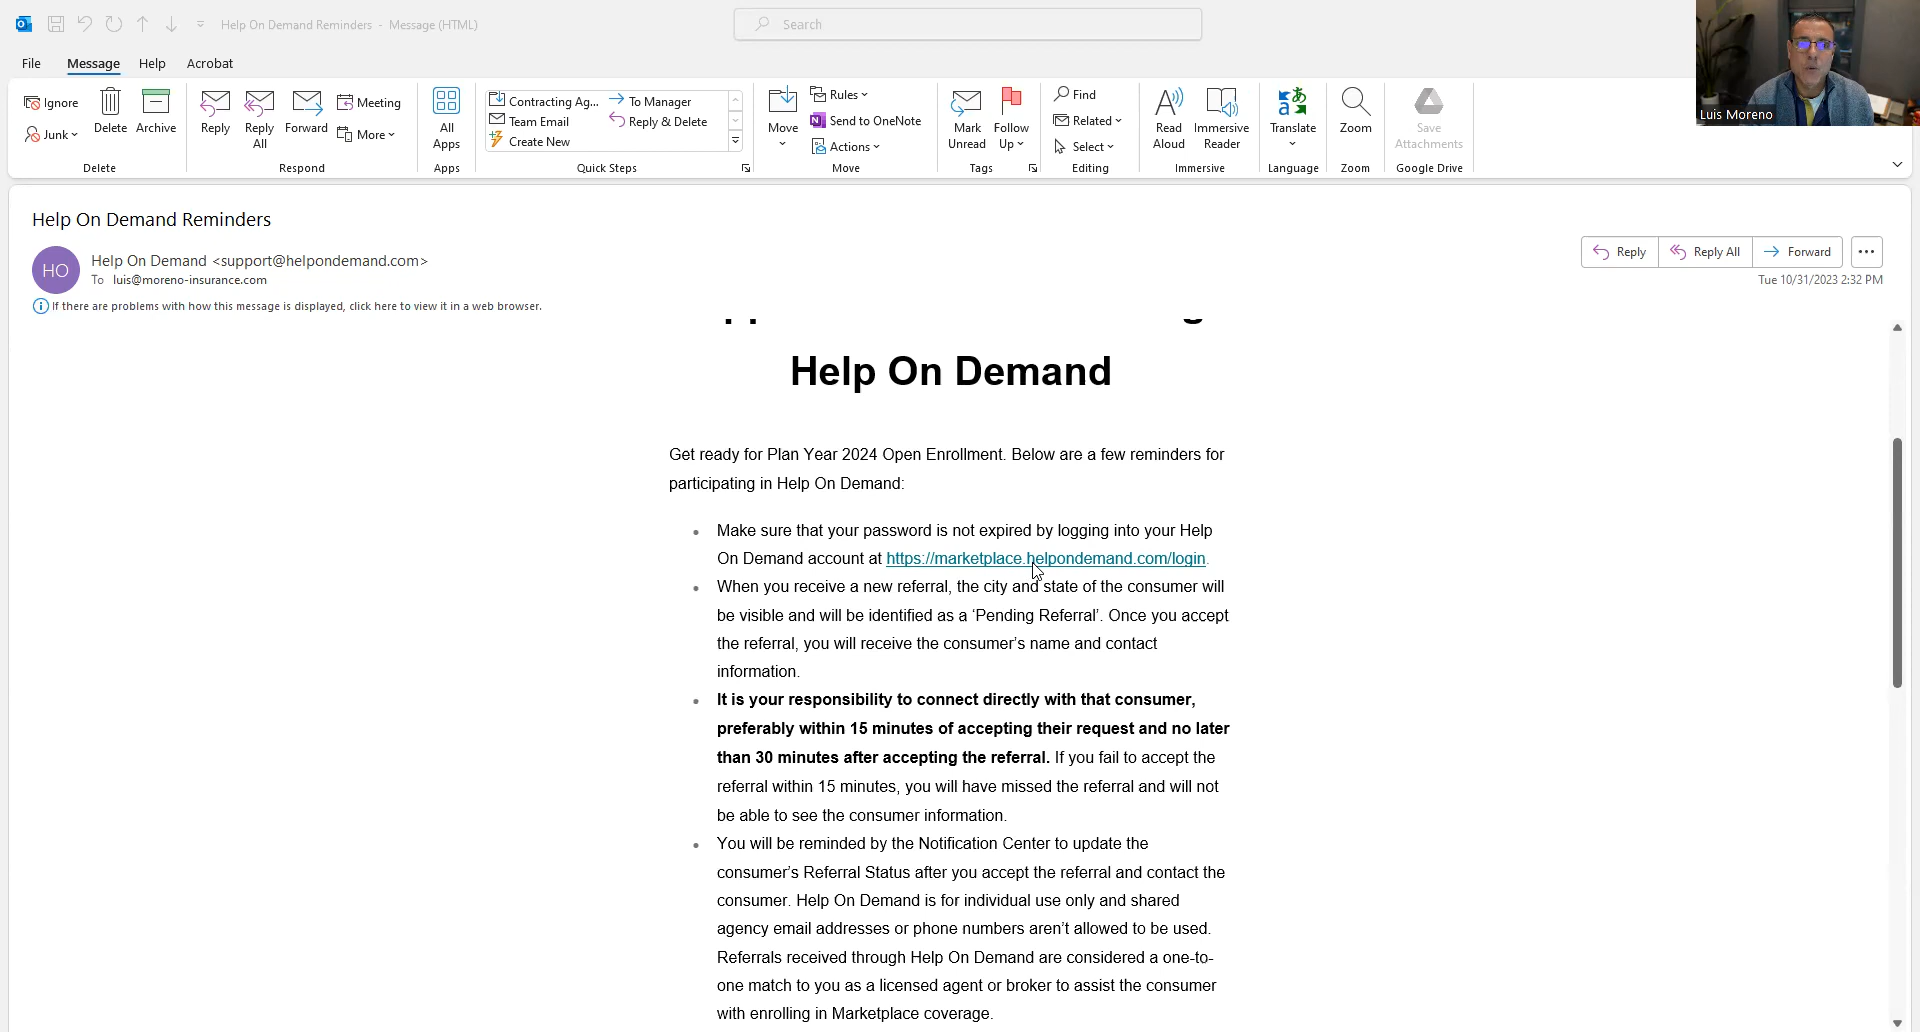 Help On Demand Reminders - Message (HTML)
Search
File Message Help Acrobat
Ignore
Junk
Delete
Archive
Delete
Reply
Reply All
Forward
Meeting
More
Respond
All Apps
Apps
Contracting Ag... To Manager
Team Email Reply & Delete
Create New
Quick Steps
Move
Rules
Send to OneNote
Actions
Move
Mark Unread
Follow Up
Tags
Find
Related
Select
Editing
Read Aloud
Immersive Reader
Immersive
Translate
Language
Zoom
Zoom
Save Attachments
Google Drive
Luis Moreno
Help On Demand Reminders
HO
Help On Demand <support@helpondemand.com>
To luis@moreno-insurance.com
If there are problems with how this message is displayed, click here to view it in a web browser.
Reply Reply All Forward
Tue 10/31/2023 2:32 PM
Help On Demand
Get ready for Plan Year 2024 Open Enrollment. Below are a few reminders for
participating in Help On Demand:
• Make sure that your password is not expired by logging into your Help
On Demand account at https://marketplace.helpondemand.com/login.
• When you receive a new referral, the city and state of the consumer will
be visible and will be identified as a ‘Pending Referral’. Once you accept
the referral, you will receive the consumer’s name and contact
information.
• It is your responsibility to connect directly with that consumer,
preferably within 15 minutes of accepting their request and no later
than 30 minutes after accepting the referral. If you fail to accept the
referral within 15 minutes, you will have missed the referral and will not
be able to see the consumer information.
• You will be reminded by the Notification Center to update the
consumer’s Referral Status after you accept the referral and contact the
consumer. Help On Demand is for individual use only and shared
agency email addresses or phone numbers aren’t allowed to be used.
Referrals received through Help On Demand are considered a one-to-
one match to you as a licensed agent or broker to assist the consumer
with enrolling in Marketplace coverage.